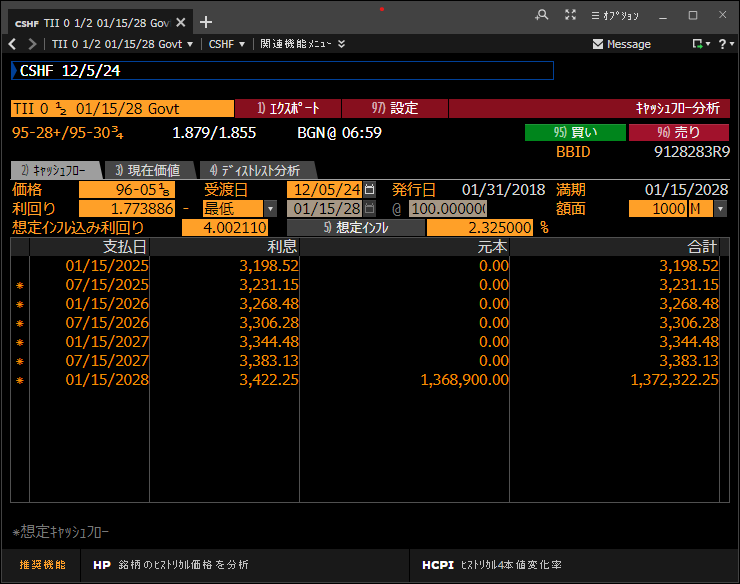 CSHF TII 0 1/2 01/15/28 Gov
オプション
TII 0 1/2 01/15/28 Govt CSHF 関連機能メニュー Message ?
CSHF 12/5/24
TII 0 ½ 01/15/28 Govt 1) エクスポート 97) 設定 キャッシュフロー分析
95-28+/95-30¾ 1.879/1.855 BGN@ 06:59 95) 買い 96) 売り
BBID 9128283R9
2) キャッシュフロー 3) 現在価値 4) ディストレスト分析
価格 96-05⅛ 受渡日 12/05/24 発行日 01/31/2018 満期 01/15/2028
利回り 1.773886 - 最低 01/15/28 @ 100.00000 額面 1000 M
想定インフレ込み利回り 4.002110 5) 想定インフレ 2.325000 %
支払日 利息 元本 合計
01/15/2025 3,198.52 0.00 3,198.52
* 07/15/2025 3,231.15 0.00 3,231.15
* 01/15/2026 3,268.48 0.00 3,268.48
* 07/15/2026 3,306.28 0.00 3,306.28
* 01/15/2027 3,344.48 0.00 3,344.48
* 07/15/2027 3,383.13 0.00 3,383.13
* 01/15/2028 3,422.25 1,368,900.00 1,372,322.25
*想定キャッシュフロー
推奨機能 HP 銘柄のヒストリカル価格を分析 HCPI ヒストリカル4本値変化率